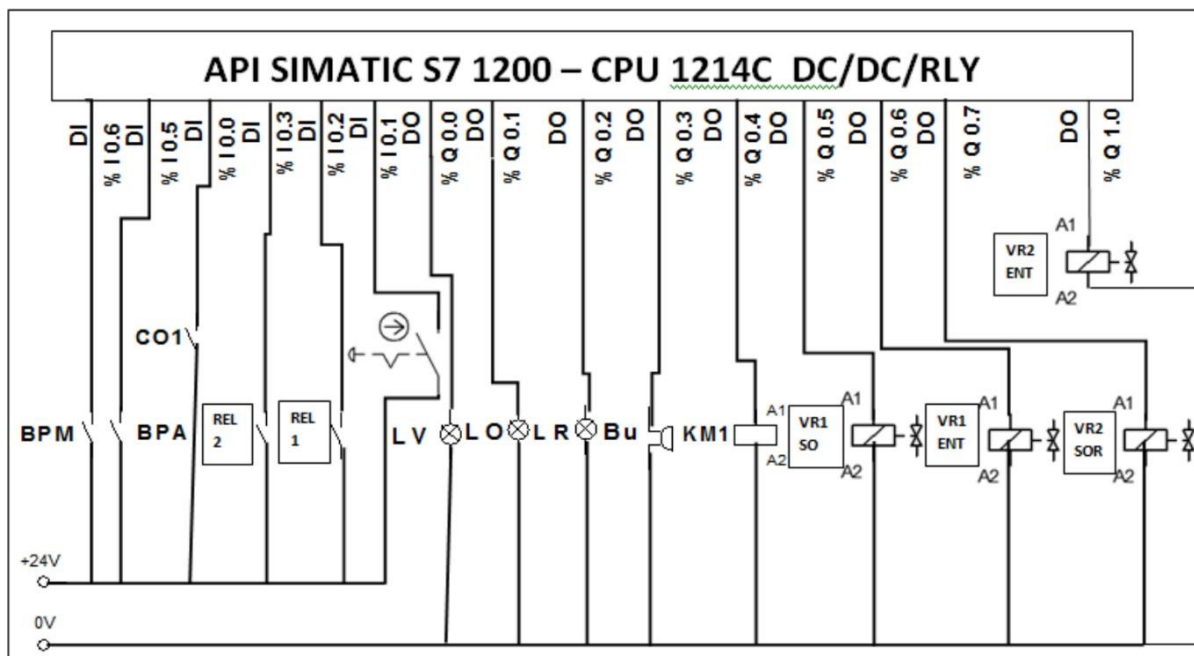 API SIMATIC S7 1200 – CPU 1214C DC/DC/RLY
DI
% I 0.6
DI
% I 0.5
DI
% I 0.0
DI
% I 0.3
DI
% I 0.2
DI
% I 0.1
DO
% Q 0.0
DO
% Q 0.1
DO
% Q 0.2
DO
% Q 0.3
DO
% Q 0.4
DO
% Q 0.5
DO
% Q 0.6
DO
% Q 0.7
DO
% Q 1.0
A1
VR2
ENT
A2
CO1
BPM
BPA
REL
2
REL
1
LV
LO
LR
Bu
KM1
A1
A2
VR1
SO
A1
A2
VR1
ENT
A1
A2
VR2
SOR
A1
A2
+24V
0V